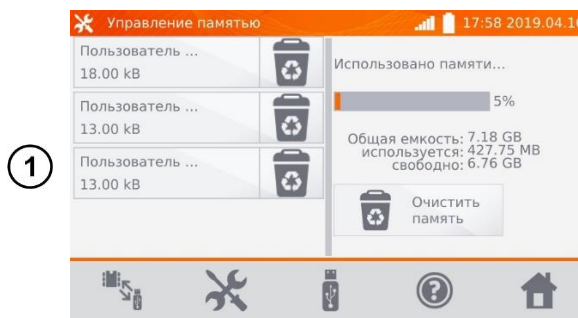 Управление памятью
17:58 2019.04.1
1
Пользователь ...
18.00 kB
Пользователь ...
13.00 kB
Пользователь ...
13.00 kB
Использовано памяти...
5%
Общая емкость: 7.18 GB
используется: 427.75 MB
свободно: 6.76 GB
Очистить
память
?